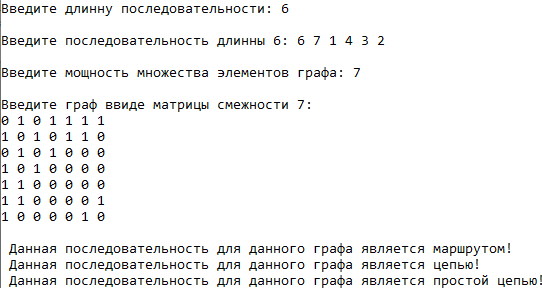 Введите длинну последовательности: 6
Введите последовательность длинны 6: 6 7 1 4 3 2
Введите мощность множества элементов графа: 7
Введите граф ввиде матрицы смежности 7:
0 1 0 1 1 1 1
1 0 1 0 1 1 0
0 1 0 1 0 0 0
1 0 1 0 0 0 0
1 1 0 0 0 0 0
1 1 0 0 0 0 1
1 0 0 0 0 1 0
Данная последовательность для данного графа является маршрутом!
Данная последовательность для данного графа является цепью!
Данная последовательность для данного графа является простой цепью!